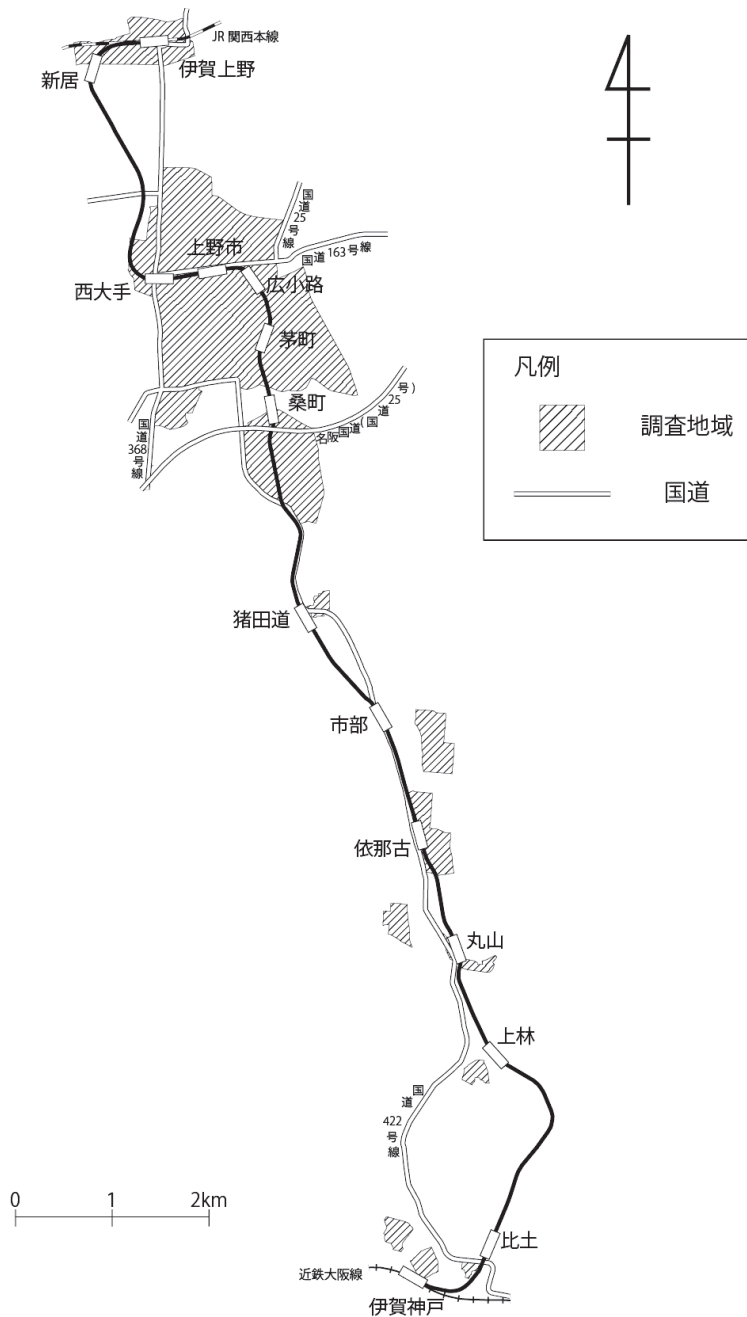 JR関西本線
伊賀上野
新居
国道25号線
国道163号線
上野市
西大手
広小路
茅町
凡例
桑町
調査地域
国道368号線
名阪国道(国道25号)
国道
猪田道
市部
依那古
丸山
上林
国道422号線
0 1 2km
比土
近鉄大阪線
伊賀神戸